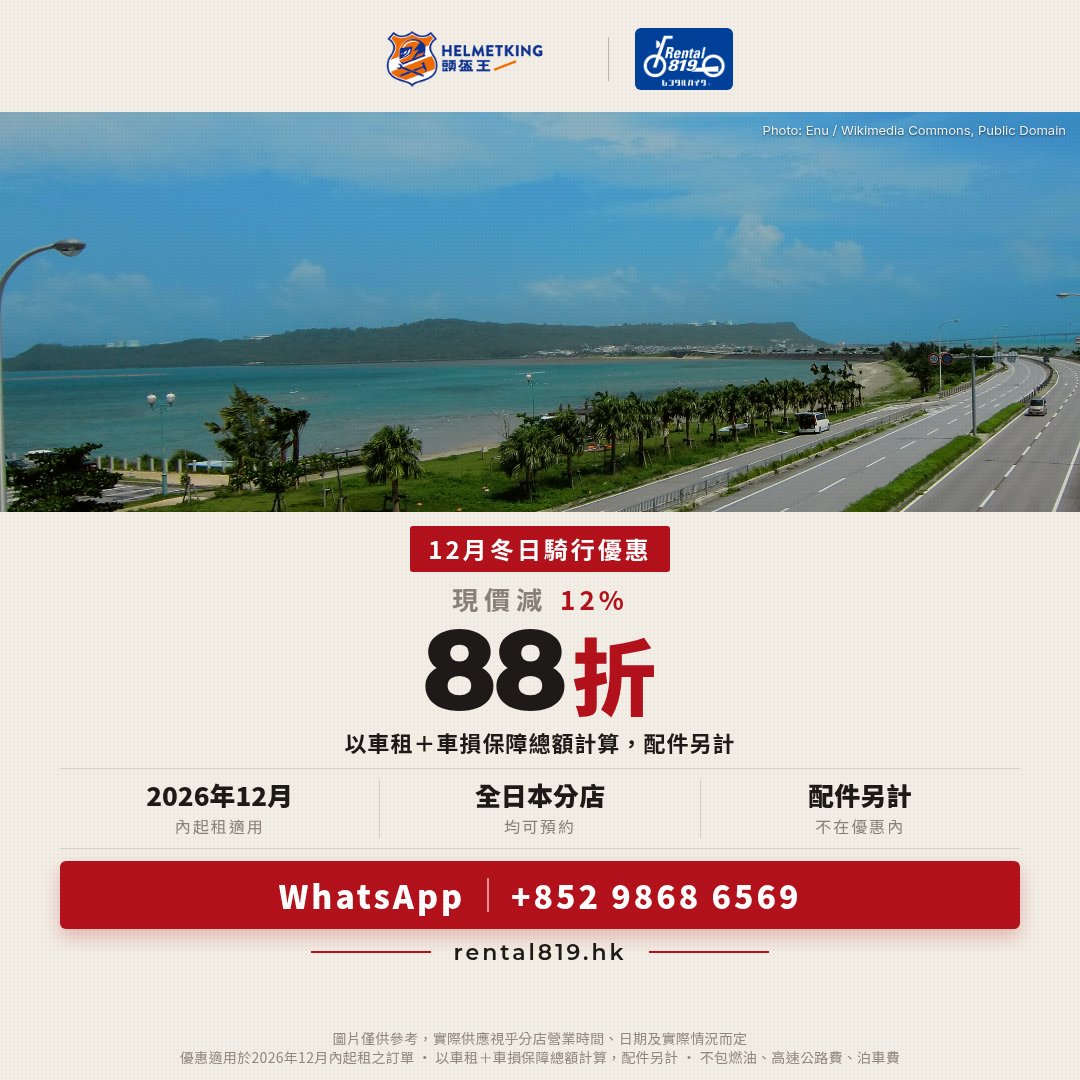 HELMETKING
頭盔王
Rental
819
レンタルバイク
Photo: Enu / Wikimedia Commons, Public Domain
12月冬日騎行優惠
現價減 12%
88折
以車租＋車損保障總額計算，配件另計
2026年12月
內起租適用
全日本分店
均可預約
配件另計
不在優惠內
WhatsApp | +852 9868 6569
rental819.hk
圖片僅供參考，實際供應視乎分店營業時間、日期及實際情況而定
優惠適用於2026年12月內起租之訂單 · 以車租＋車損保障總額計算，配件另計 · 不包燃油、高速公路費、泊車費